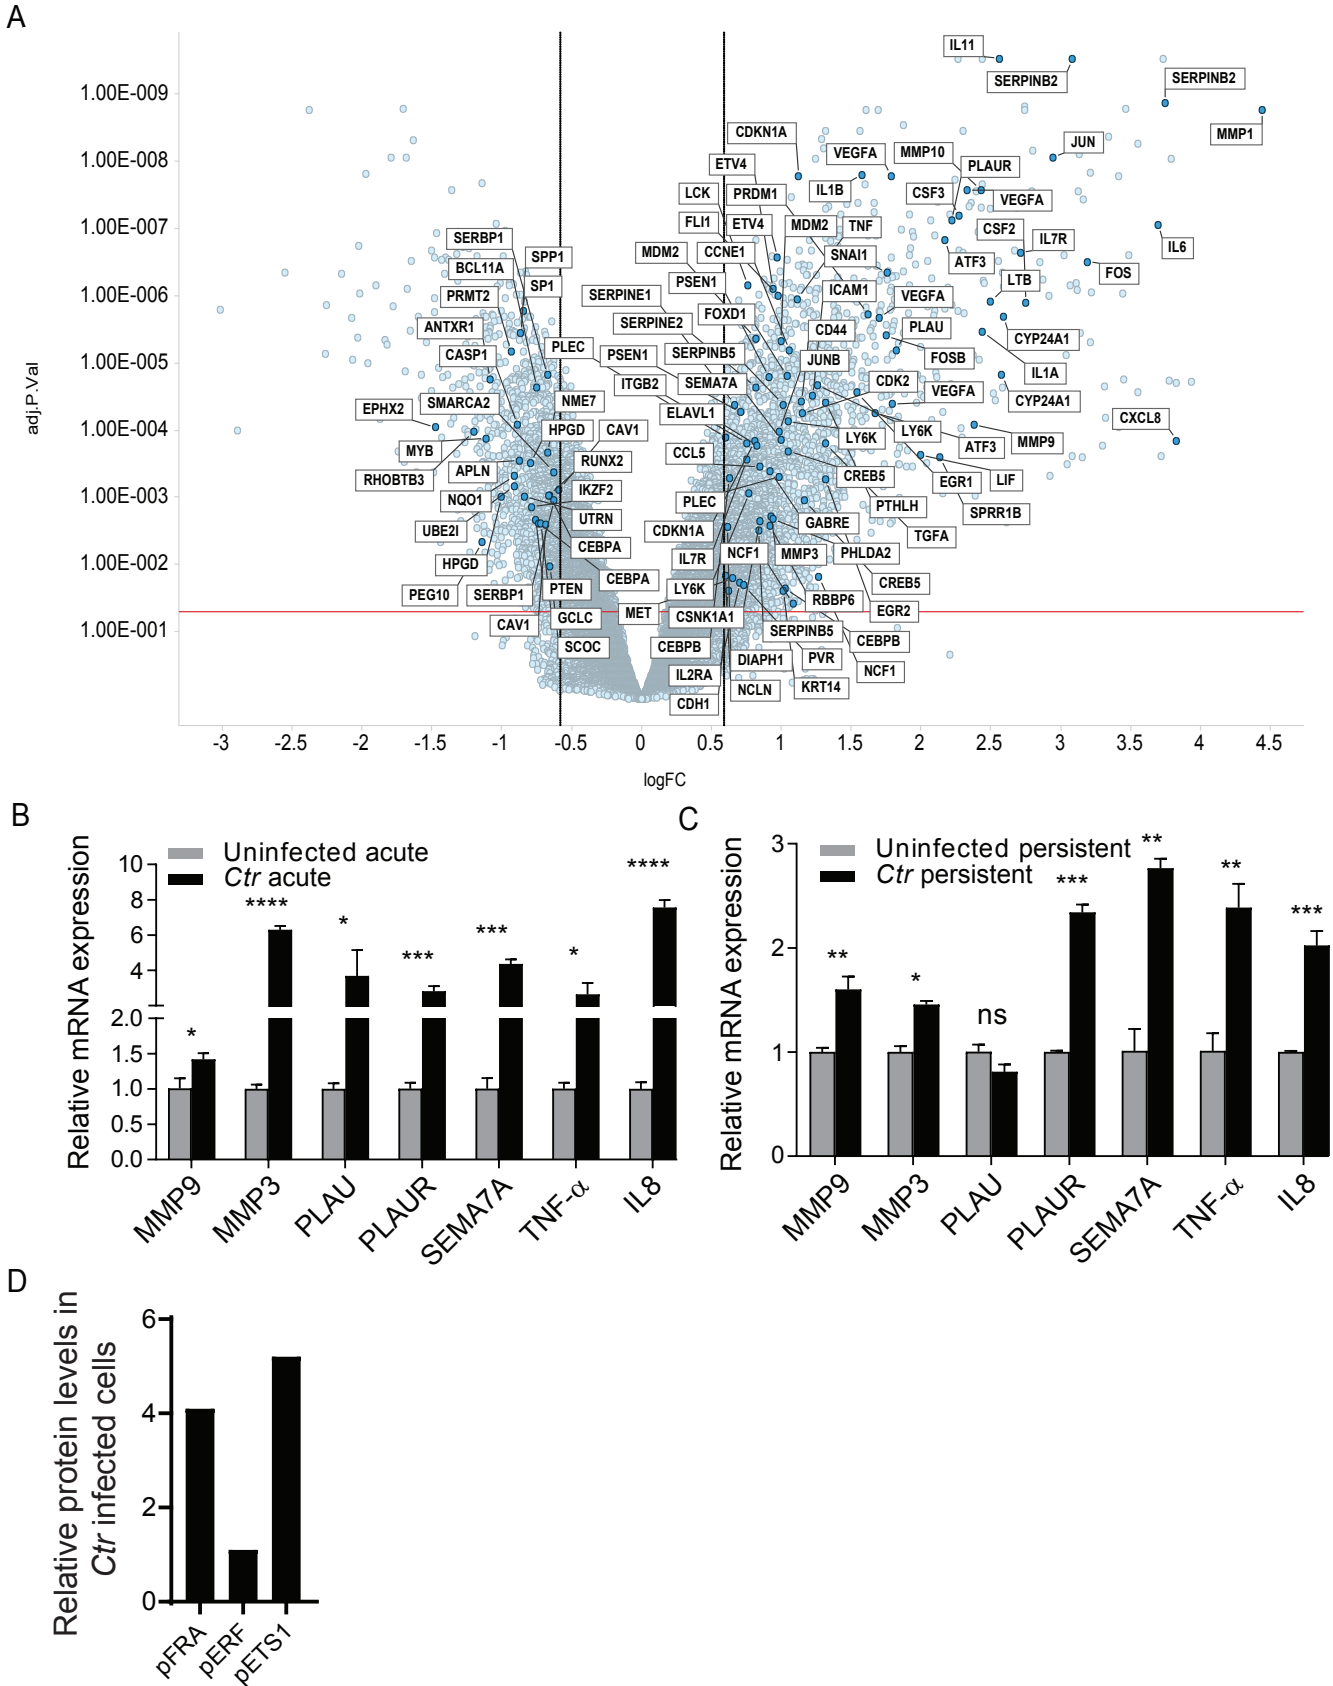 A
IL11
SERPINB2
SERPINB2
1.00E-009
MMP1
CDKN1A
JUN
VEGFA
MMP10
1.00E-008
ETV4
PLAUR
LCK
PRDM1
IL1B
CSF3
VEGFA
FLI1
ETV4
MDM2
TNF
CSF2
1.00E-007
SERBP1
SPP1
MDM2
CCNE1
SNAI1
IL7R
IL6
BCL11A
ATF3
FOS
SP1
PSEN1
ICAM1
LTB
PRMT2
SERPINE1
VEGFA
1.00E-006
FOXD1
ANTXR1
SERPINE2
CD44
PLAU
CYP24A1
CASP1
PLEC
PSEN1
SERPINB5
JUNB
FOSB
1.00E-005
IL1A
ITGB2
SEMA7A
CDK2
VEGFA
CYP24A1
adj.P.Val
EPHX2
SMARCA2
NME7
ELAVL1
CXCL8
HPGD
CAV1
LY6K
LY6K
ATF3
MMP9
1.00E-004
MYB
CCL5
RHOBTB3
APLN
RUNX2
CREB5
EGR1
LIF
NQO1
IKZF2
PLEC
PTHLH
SPRR1B
1.00E-003
UBE2I
UTRN
CDKN1A
GABRE
TGFA
CEBPA
HPGD
IL7R
NCF1
MMP3
PHLDA2
1.00E-002
PEG10
SERBP1
PTEN
CEBPA
LY6K
CREB5
RBBP6
CAV1
GCLC
MET
CSNK1A1
EGR2
1.00E-001
SERPINB5
CEBPB
SCOC
CEBPB
DIAPH1
PVR
NCF1
IL2RA
NCLN
KRT14
CDH1
-3 -2.5 -2 -1.5 -1 -0.5 0 0.5 1 1.5 2 2.5 3 3.5 4 4.5
logFC
B
Uninfected acute
Ctr acute
Relative mRNA expression
10
8
6
4
2.0
1.5
1.0
0.5
0.0
* **** * *** *** * ****
MMP9 MMP3 PLAU PLAUR SEMA7A TNF-α IL8
C
Uninfected persistent
Ctr persistent
Relative mRNA expression
3
2
1
0
** * ns *** ** ** ***
MMP9 MMP3 PLAU PLAUR SEMA7A TNF-α IL8
D
Relative protein levels in
Ctr infected cells
6
4
2
0
pFRA pERF pETS1